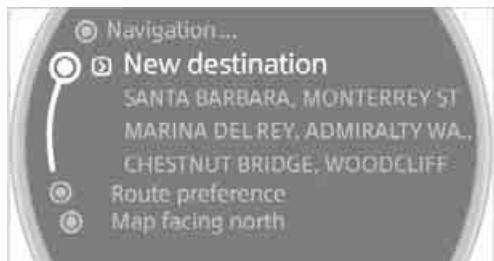 Navigation ...
New destination
SANTA BARBARA, MONTERREY ST
MARINA DEL REY, ADMIRALTY WA..
CHESTNUT BRIDGE, WOODCLIFF
Route preference
Map facing north